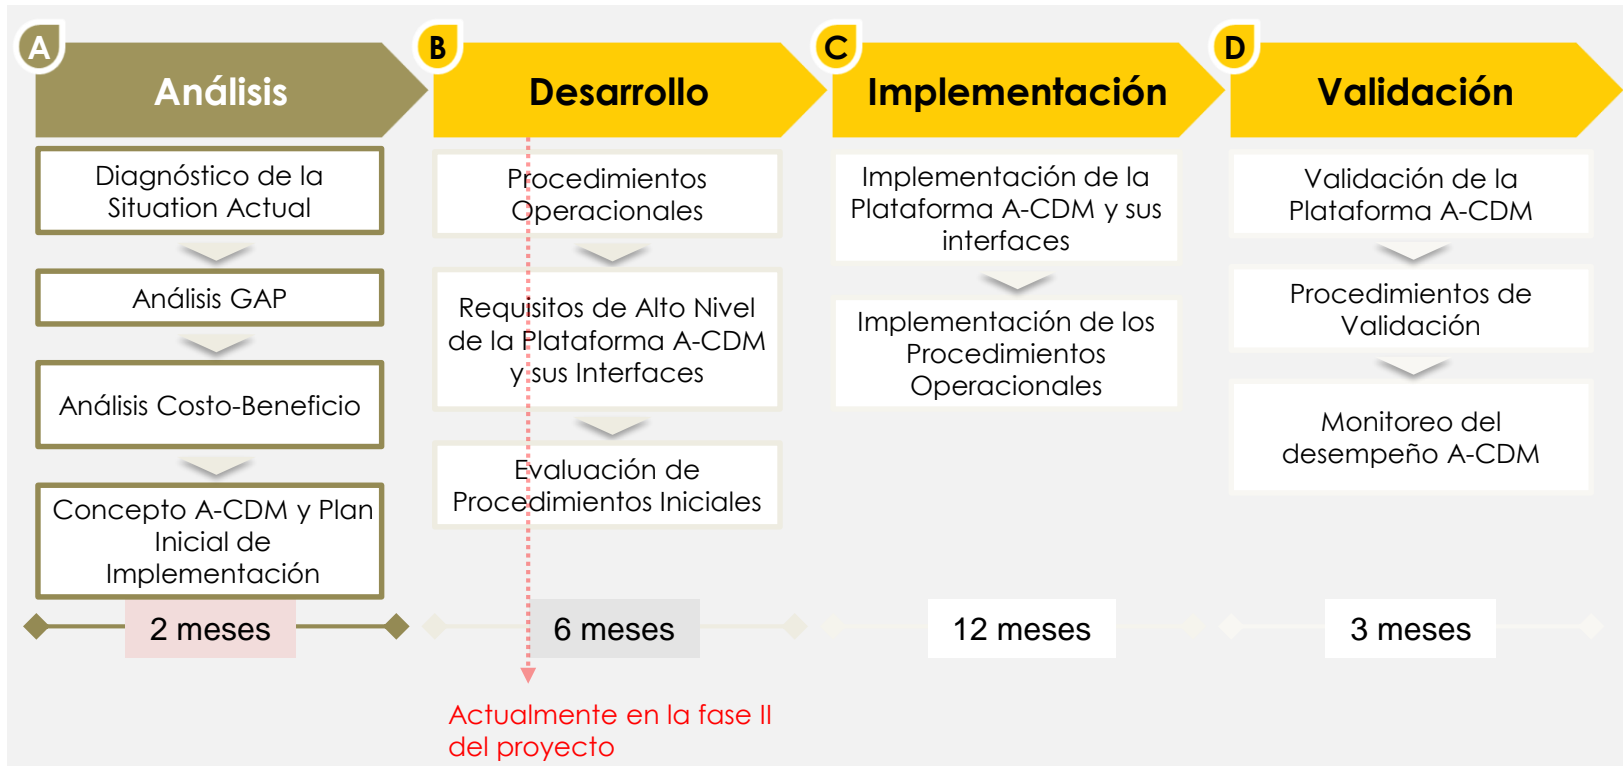 A
Análisis
Diagnóstico de la
Situation Actual
Análisis GAP
Análisis Costo-Beneficio
Concepto A-CDM y Plan
Inicial de
Implementación
2 meses
B
Desarrollo
Procedimientos
Operacionales
Requisitos de Alto Nivel
de la Plataforma A-CDM
y sus Interfaces
Evaluación de
Procedimientos Iniciales
6 meses
Actualmente en la fase II
del proyecto
C
Implementación
Implementación de la
Plataforma A-CDM y sus
interfaces
Implementación de los
Procedimientos
Operacionales
12 meses
D
Validación
Validación de la
Plataforma A-CDM
Procedimientos de
Validación
Monitoreo del
desempeño A-CDM
3 meses